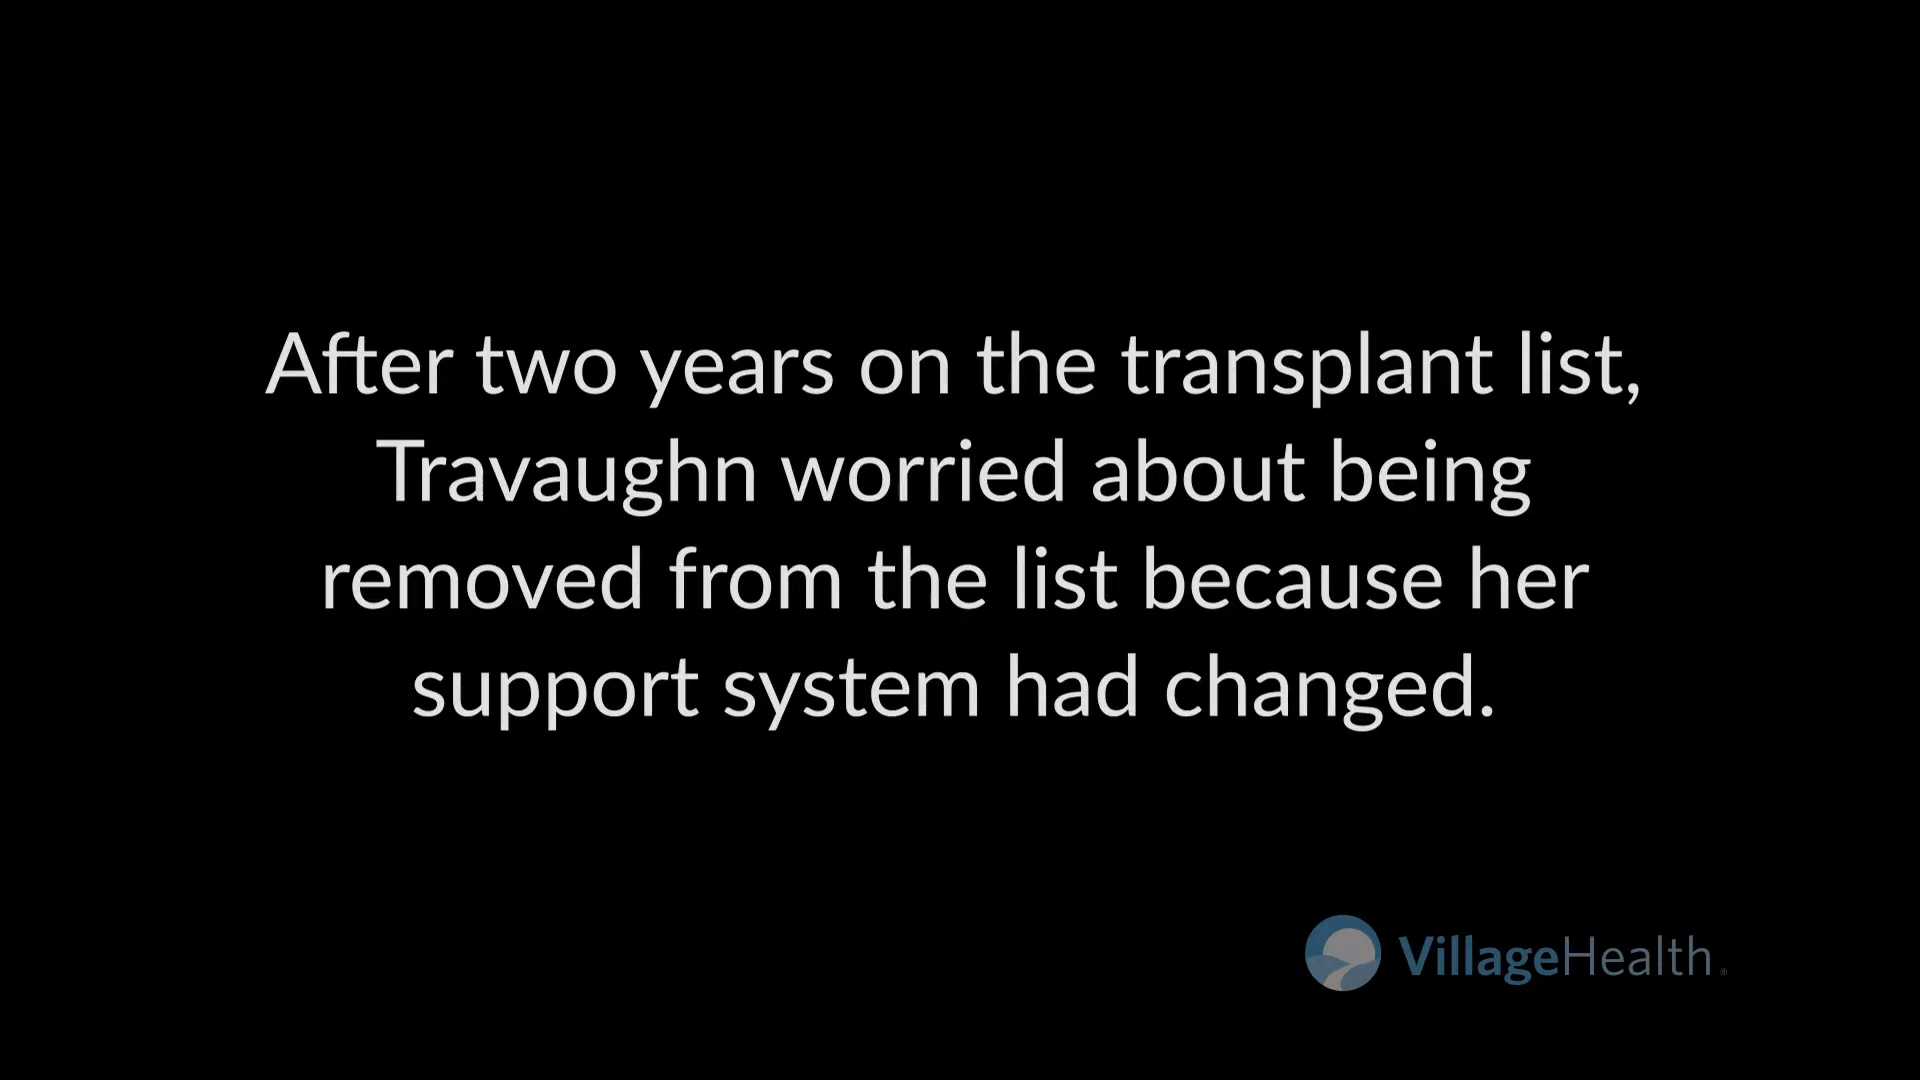 After two years on the transplant list,
Travaughn worried about being
removed from the list because her
support system had changed.
VillageHealth®